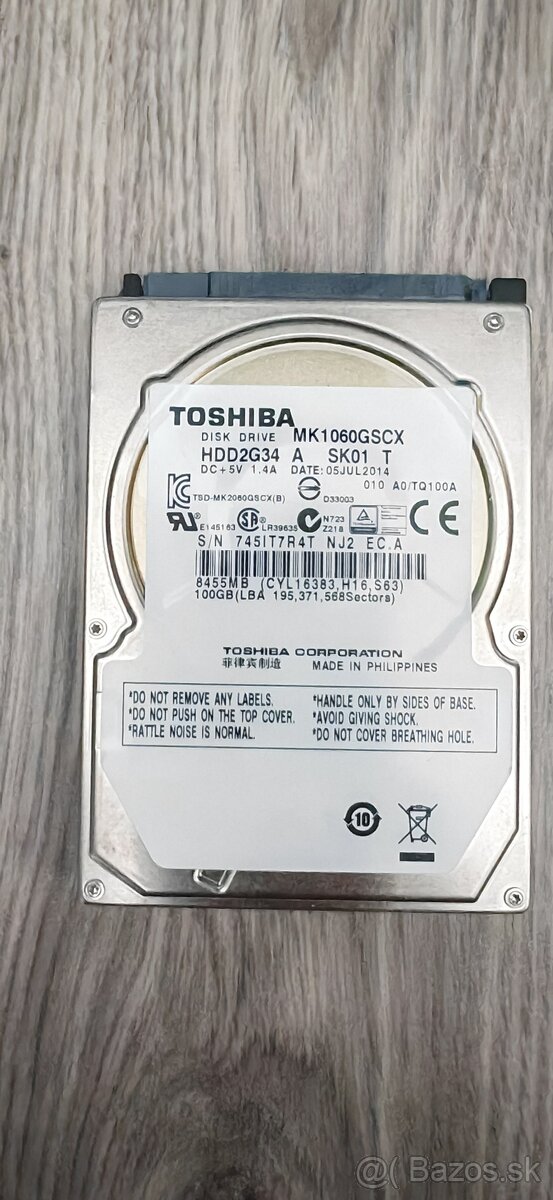 TOSHIBA
DISK DRIVE MK1060GSCX
HDD2G34 A SK01 T
DC+5V 1.4A DATE:05JUL2014
010 A0/TQ100A
TSD-MK2060GSCX(B) D33003
E145163 LR39635 N723 Z218
S/N 745IT7R4T NJ2 EC.A
8455MB (CYL16383,H16,S63)
100GB(LBA 195,371,568Sectors)
TOSHIBA CORPORATION
菲律宾制造 MADE IN PHILIPPINES
*DO NOT REMOVE ANY LABELS. *HANDLE ONLY BY SIDES OF BASE.
*DO NOT PUSH ON THE TOP COVER. *AVOID GIVING SHOCK.
*RATTLE NOISE IS NORMAL. *DO NOT COVER BREATHING HOLE.
10
@( Bazos.sk